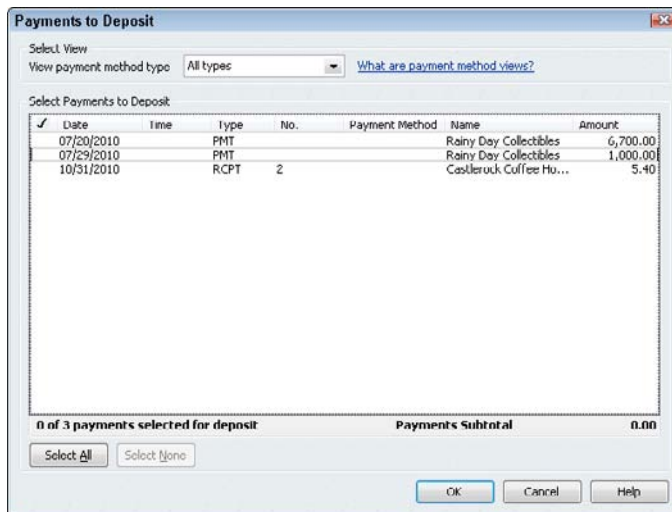 Payments to Deposit
Select View
View payment method type All types What are payment method views?
Select Payments to Deposit
✓ Date Time Type No. Payment Method Name Amount
07/20/2010 PMT Rainy Day Collectibles 6,700.00
07/29/2010 PMT Rainy Day Collectibles 1,000.00
10/31/2010 RCPT 2 Castlerock Coffee Ho... 5.40
0 of 3 payments selected for deposit Payments Subtotal 0.00
Select All Select None
OK Cancel Help